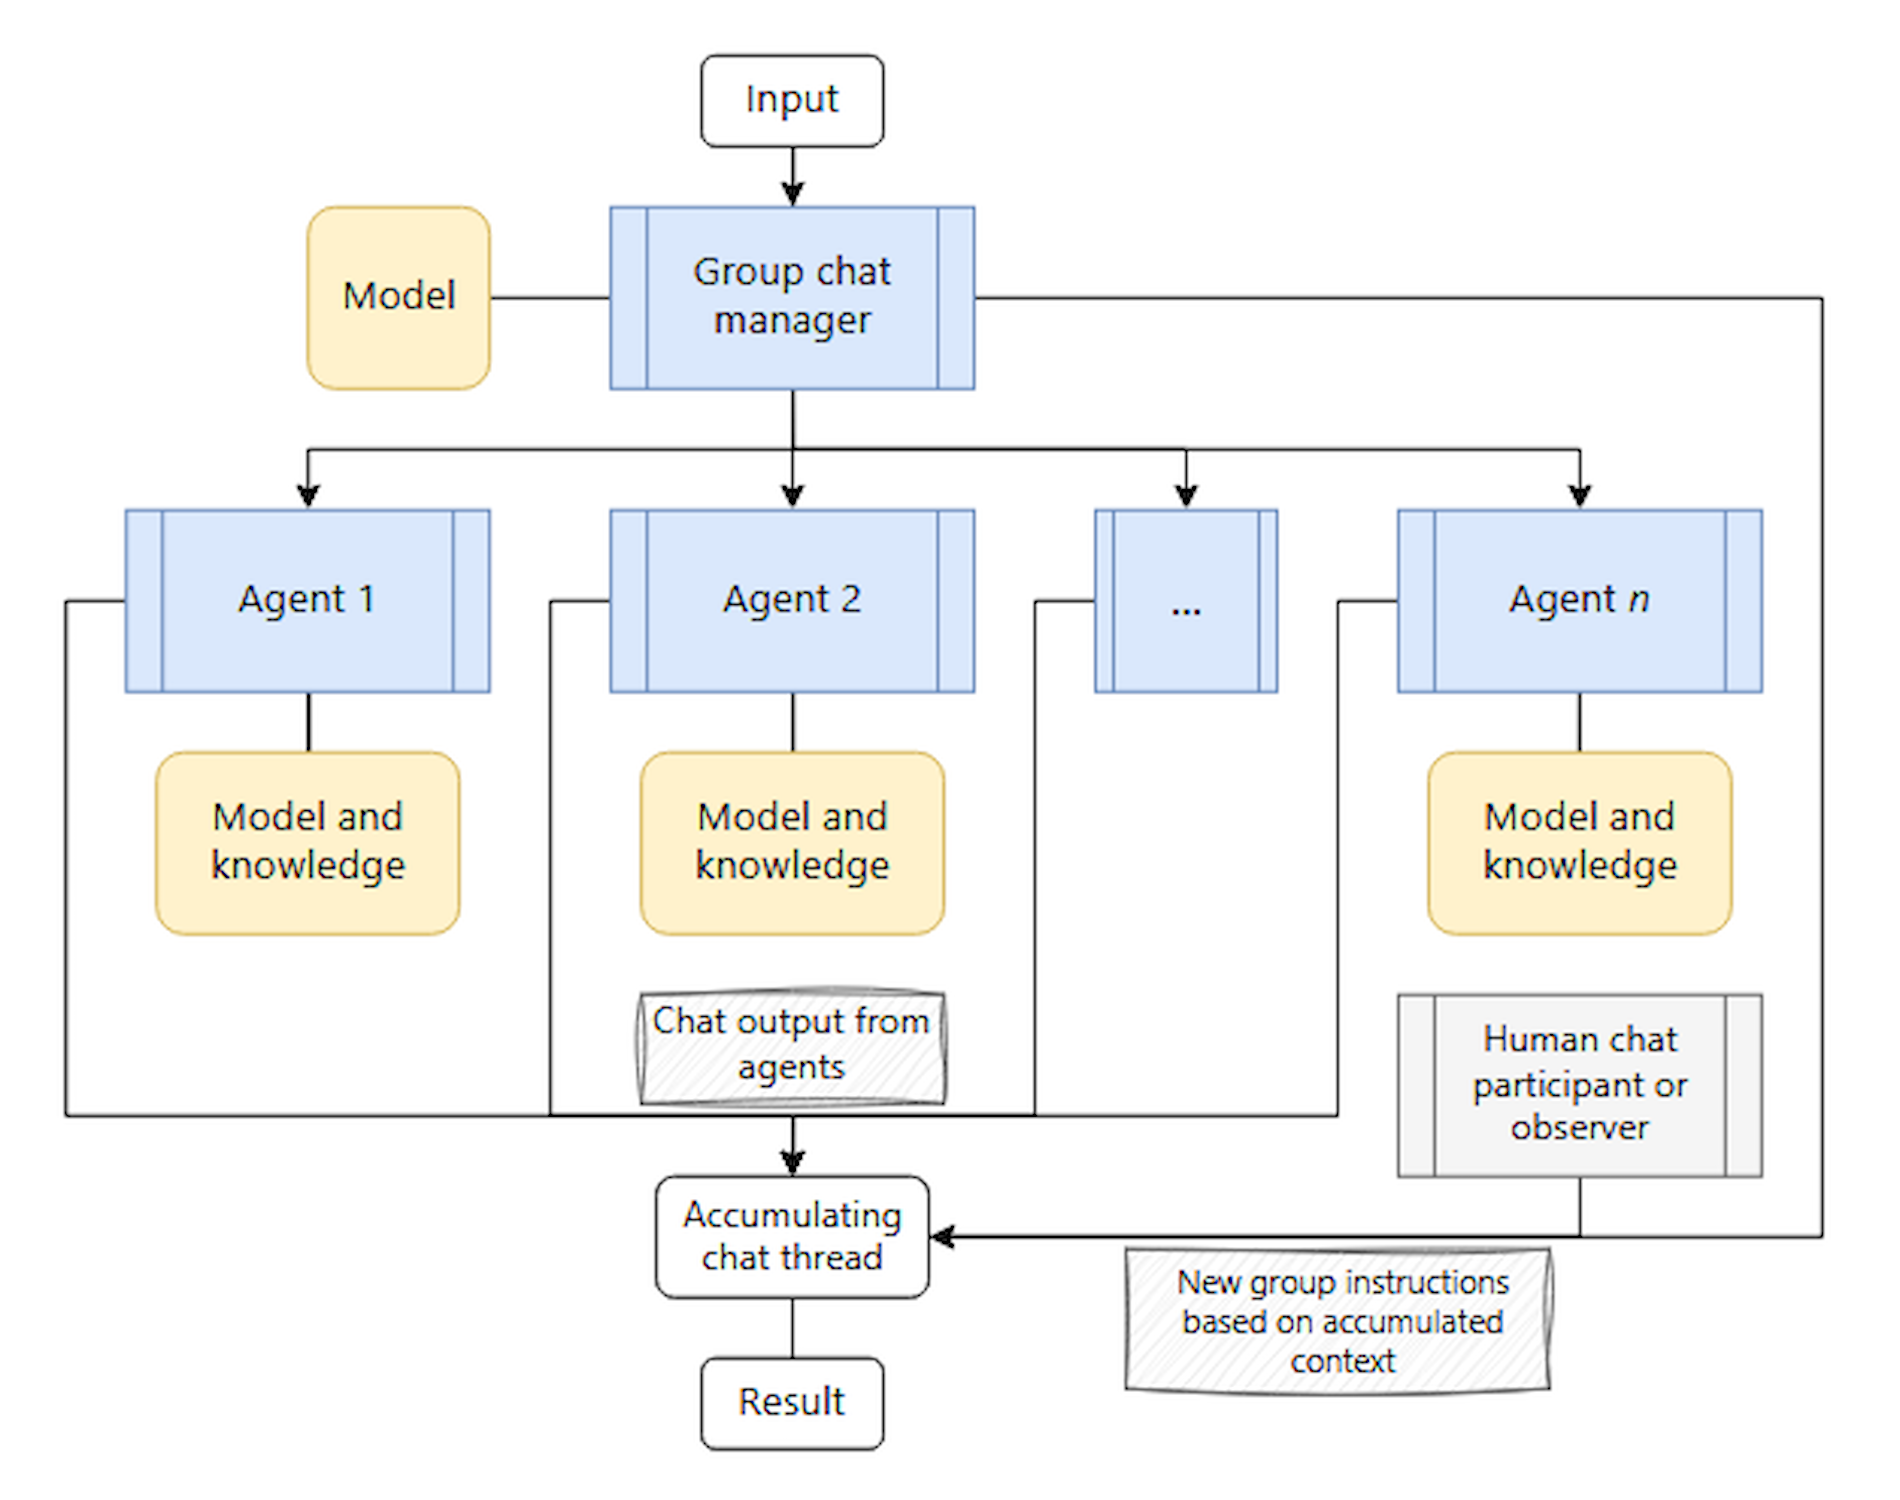 Input
Model
Group chat
manager
Agent 1
Agent 2
...
Agent n
Model and
knowledge
Model and
knowledge
Model and
knowledge
Chat output from
agents
Human chat
participant or
observer
Accumulating
chat thread
New group instructions
based on accumulated
context
Result